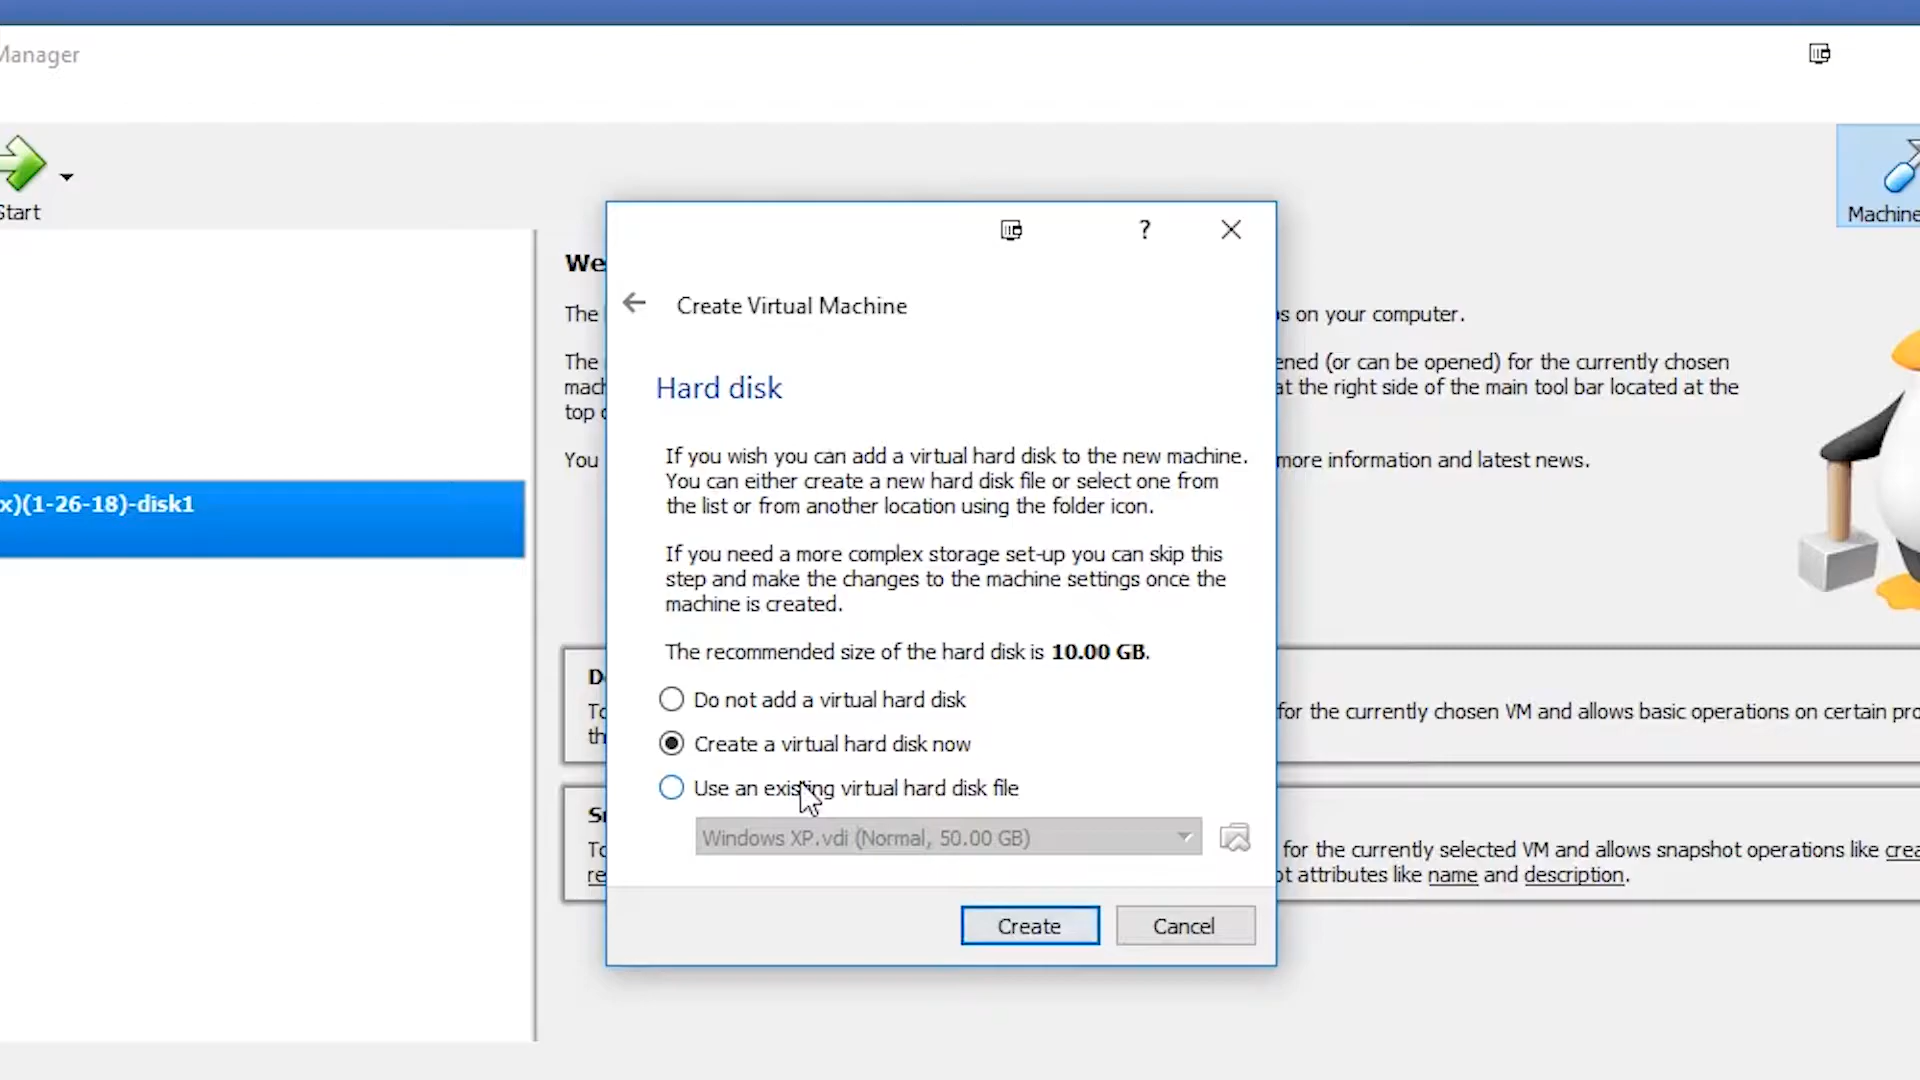 Manager
Start
Machine
x)(1-26-18)-disk1
We
The
s on your computer.
The
ened (or can be opened) for the currently chosen
mach
at the right side of the main tool bar located at the
top
You
more information and latest news.
?
Create Virtual Machine
Hard disk
If you wish you can add a virtual hard disk to the new machine.
You can either create a new hard disk file or select one from
the list or from another location using the folder icon.
If you need a more complex storage set-up you can skip this
step and make the changes to the machine settings once the
machine is created.
The recommended size of the hard disk is 10.00 GB.
Do not add a virtual hard disk
Create a virtual hard disk now
Use an existing virtual hard disk file
Windows XP.vdi (Normal, 50.00 GB)
Create
Cancel
D
To
for the currently chosen VM and allows basic operations on certain pro
th
S
To
for the currently selected VM and allows snapshot operations like crea
re
ot attributes like name and description.